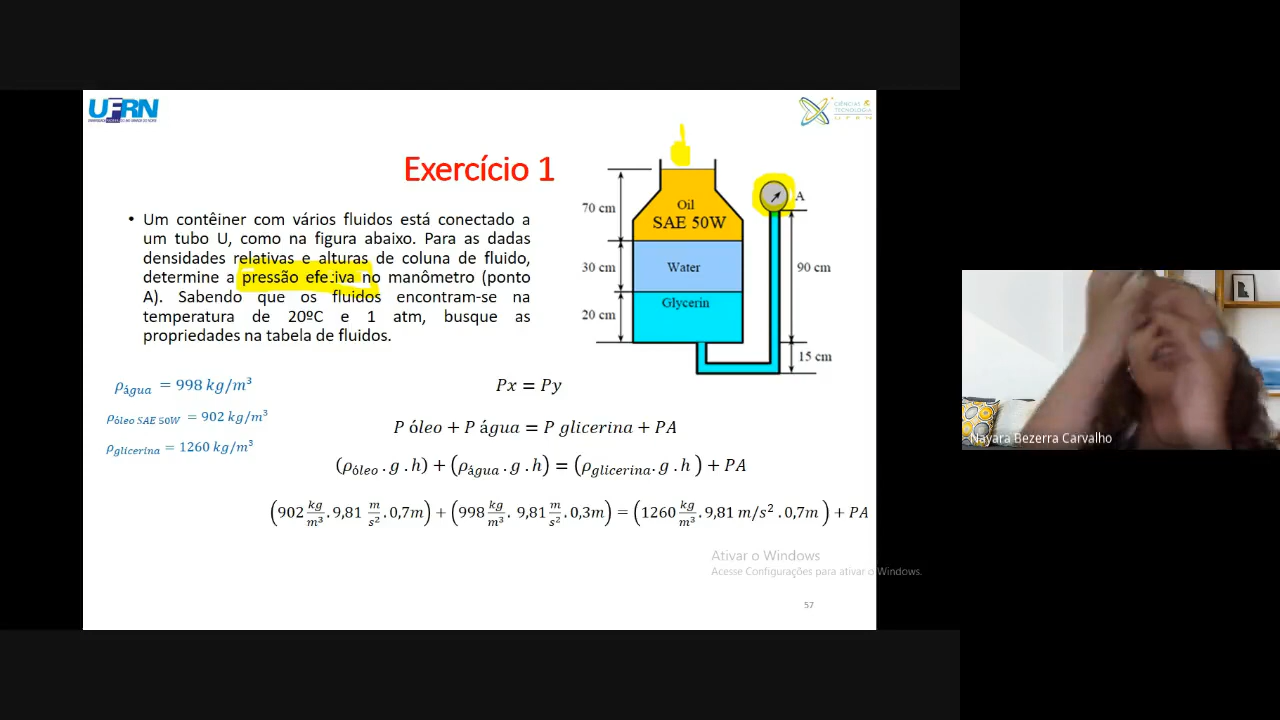 UFRN
CIÊNCIAS &
TECNOLOGIA
UFRN
Exercício 1
• Um contêiner com vários fluidos está conectado a
um tubo U, como na figura abaixo. Para as dadas
densidades relativas e alturas de coluna de fluido,
determine a pressão efetiva no manômetro (ponto
A). Sabendo que os fluidos encontram-se na
temperatura de 20ºC e 1 atm, busque as
propriedades na tabela de fluidos.
70 cm
Oil
SAE 50W
A
30 cm
Water
90 cm
20 cm
Glycerin
15 cm
ρágua = 998 kg/m³
ρóleo SAE 50W = 902 kg/m³
ρglicerina = 1260 kg/m³
Px = Py
P óleo + P água = P glicerina + PA
(ρóleo . g . h) + (ρágua . g . h) = (ρglicerina . g . h ) + PA
(902 kg/m³ . 9,81 m/s² . 0,7m) + (998 kg/m³ . 9,81 m/s² . 0,3m) = (1260 kg/m³ . 9,81 m/s² . 0,7m ) + PA
Ativar o Windows
Acesse Configurações para ativar o Windows.
57
Nayara Bezerra Carvalho